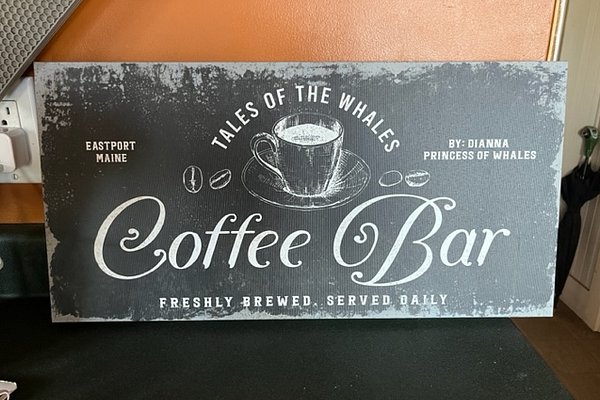 TALES OF THE WHALES
EASTPORT
MAINE
BY: DIANNA
PRINCESS OF WHALES
Coffee Bar
FRESHLY BREWED. SERVED DAILY